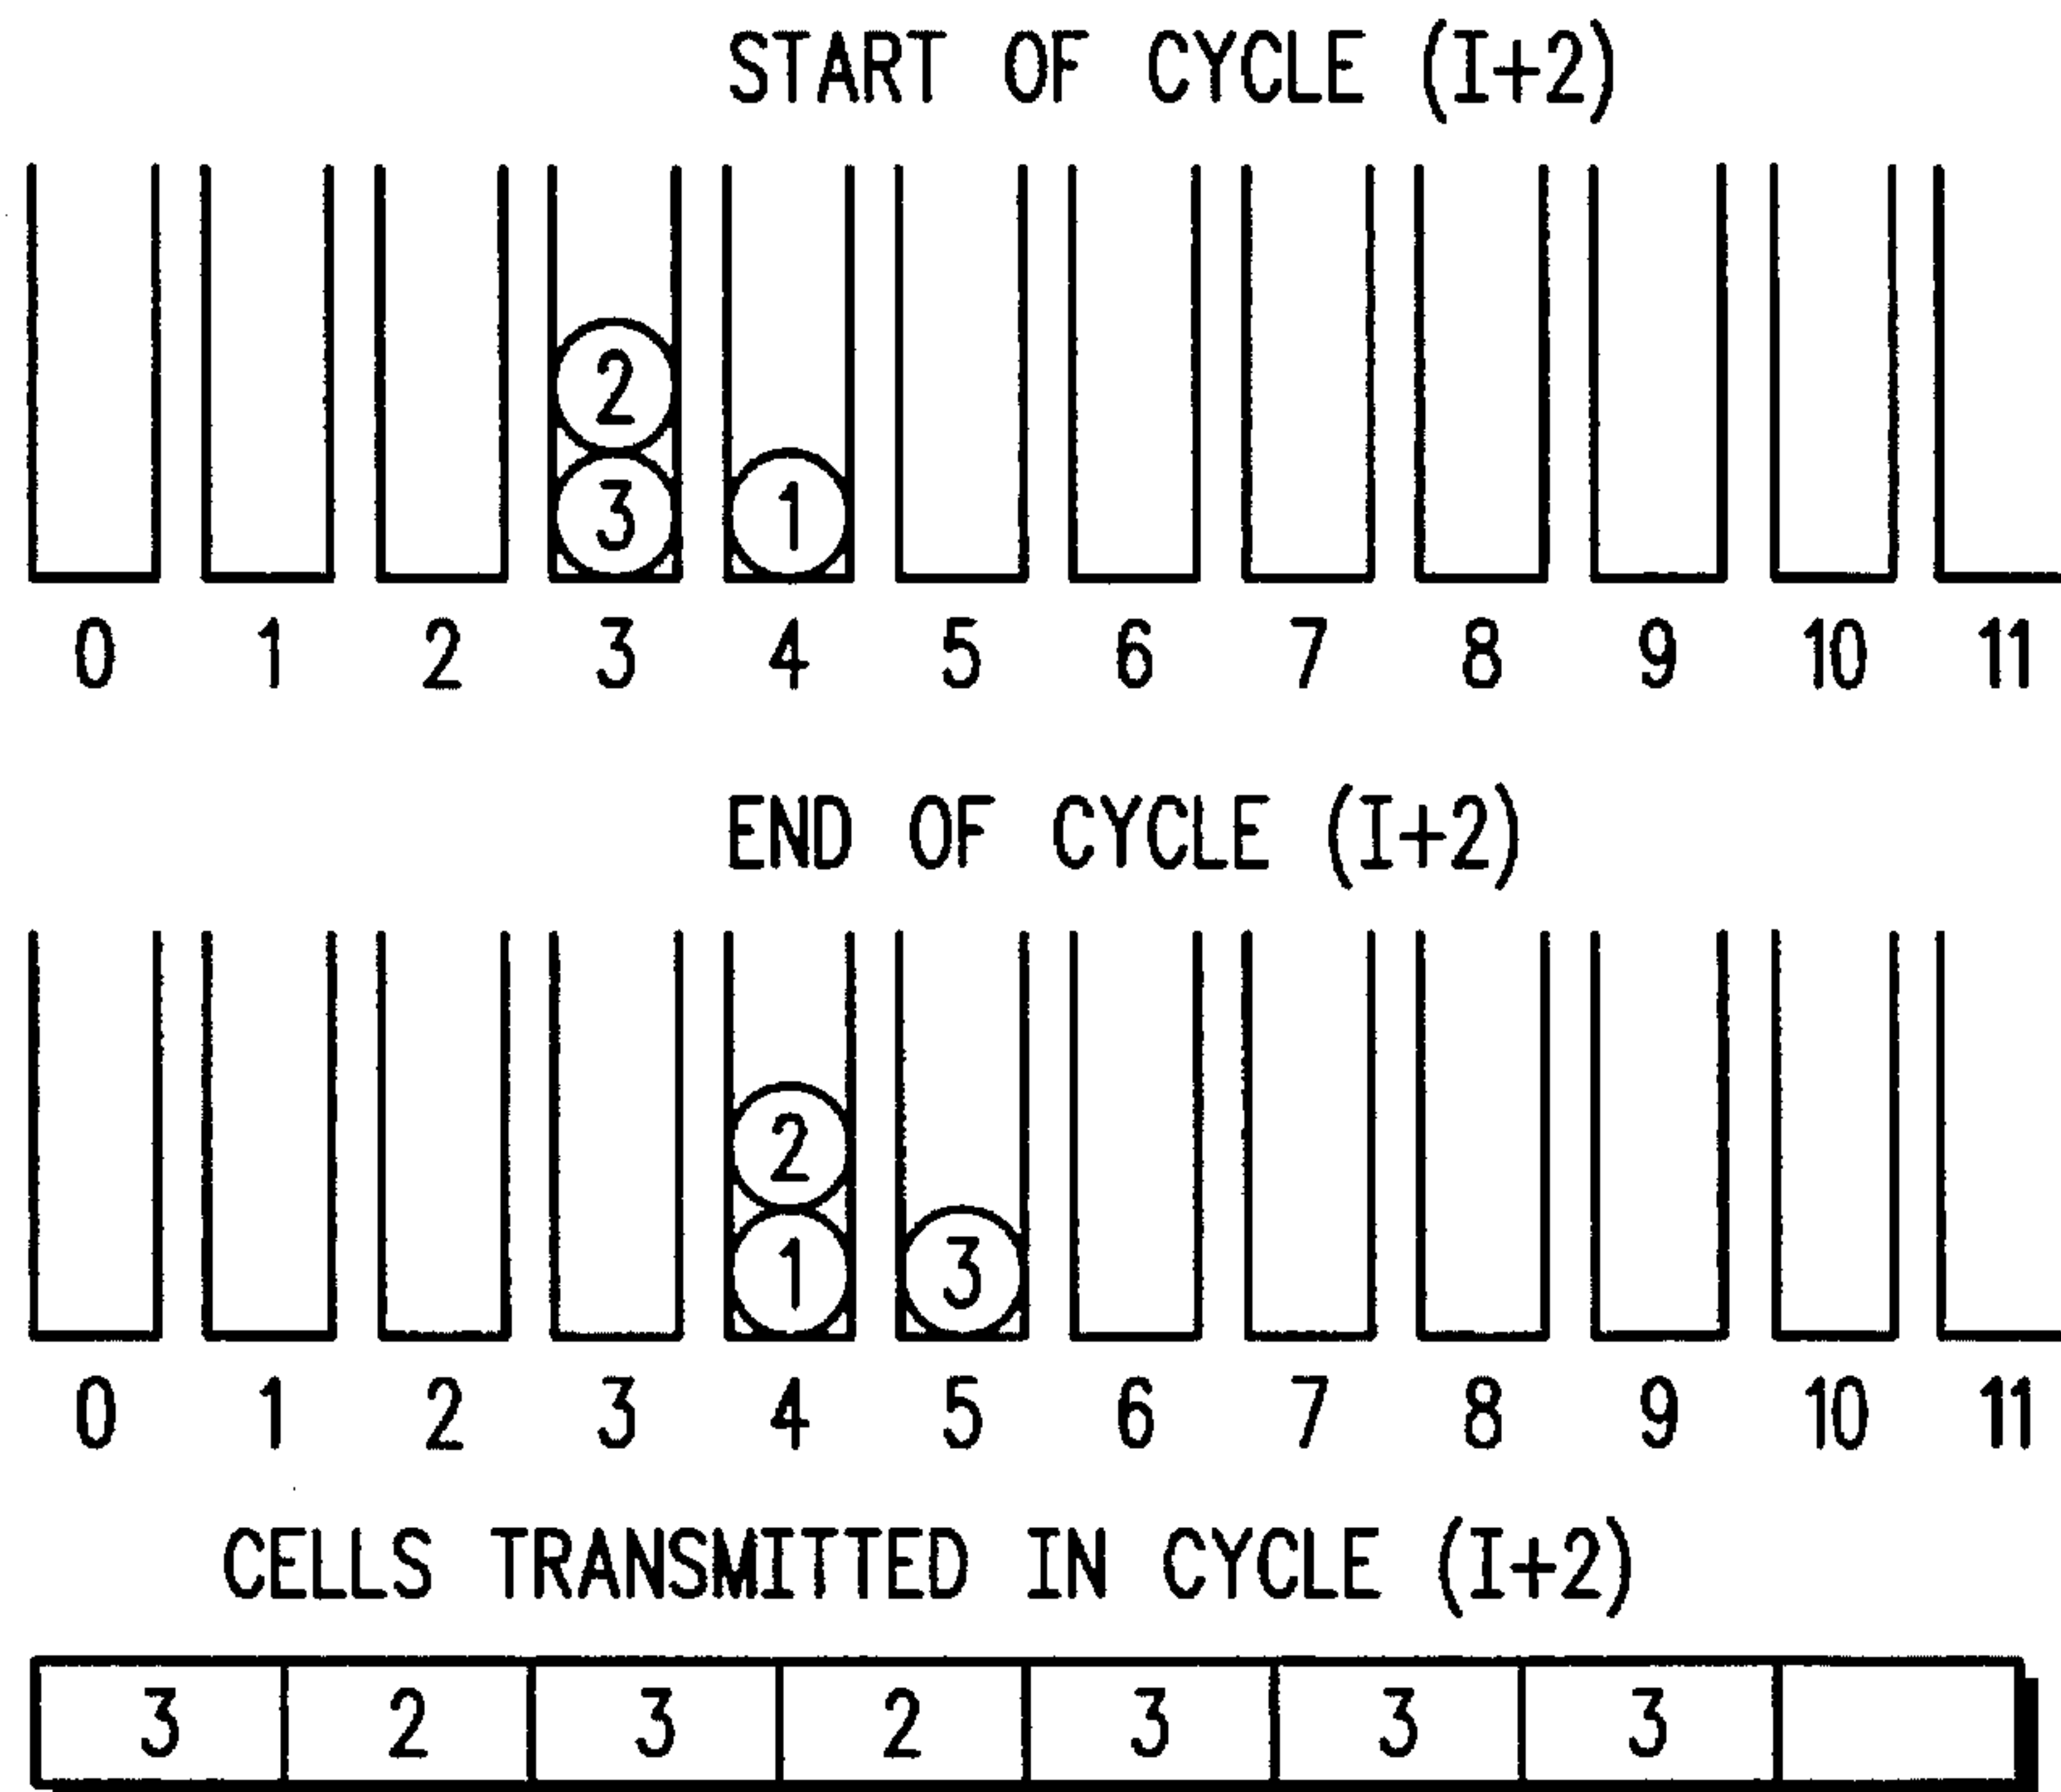 START OF CYCLE (I+2)
2
3 1
0 1 2 3 4 5 6 7 8 9 10 11
END OF CYCLE (I+2)
2
1 3
0 1 2 3 4 5 6 7 8 9 10 11
CELLS TRANSMITTED IN CYCLE (I+2)
3 2 3 2 3 3 3